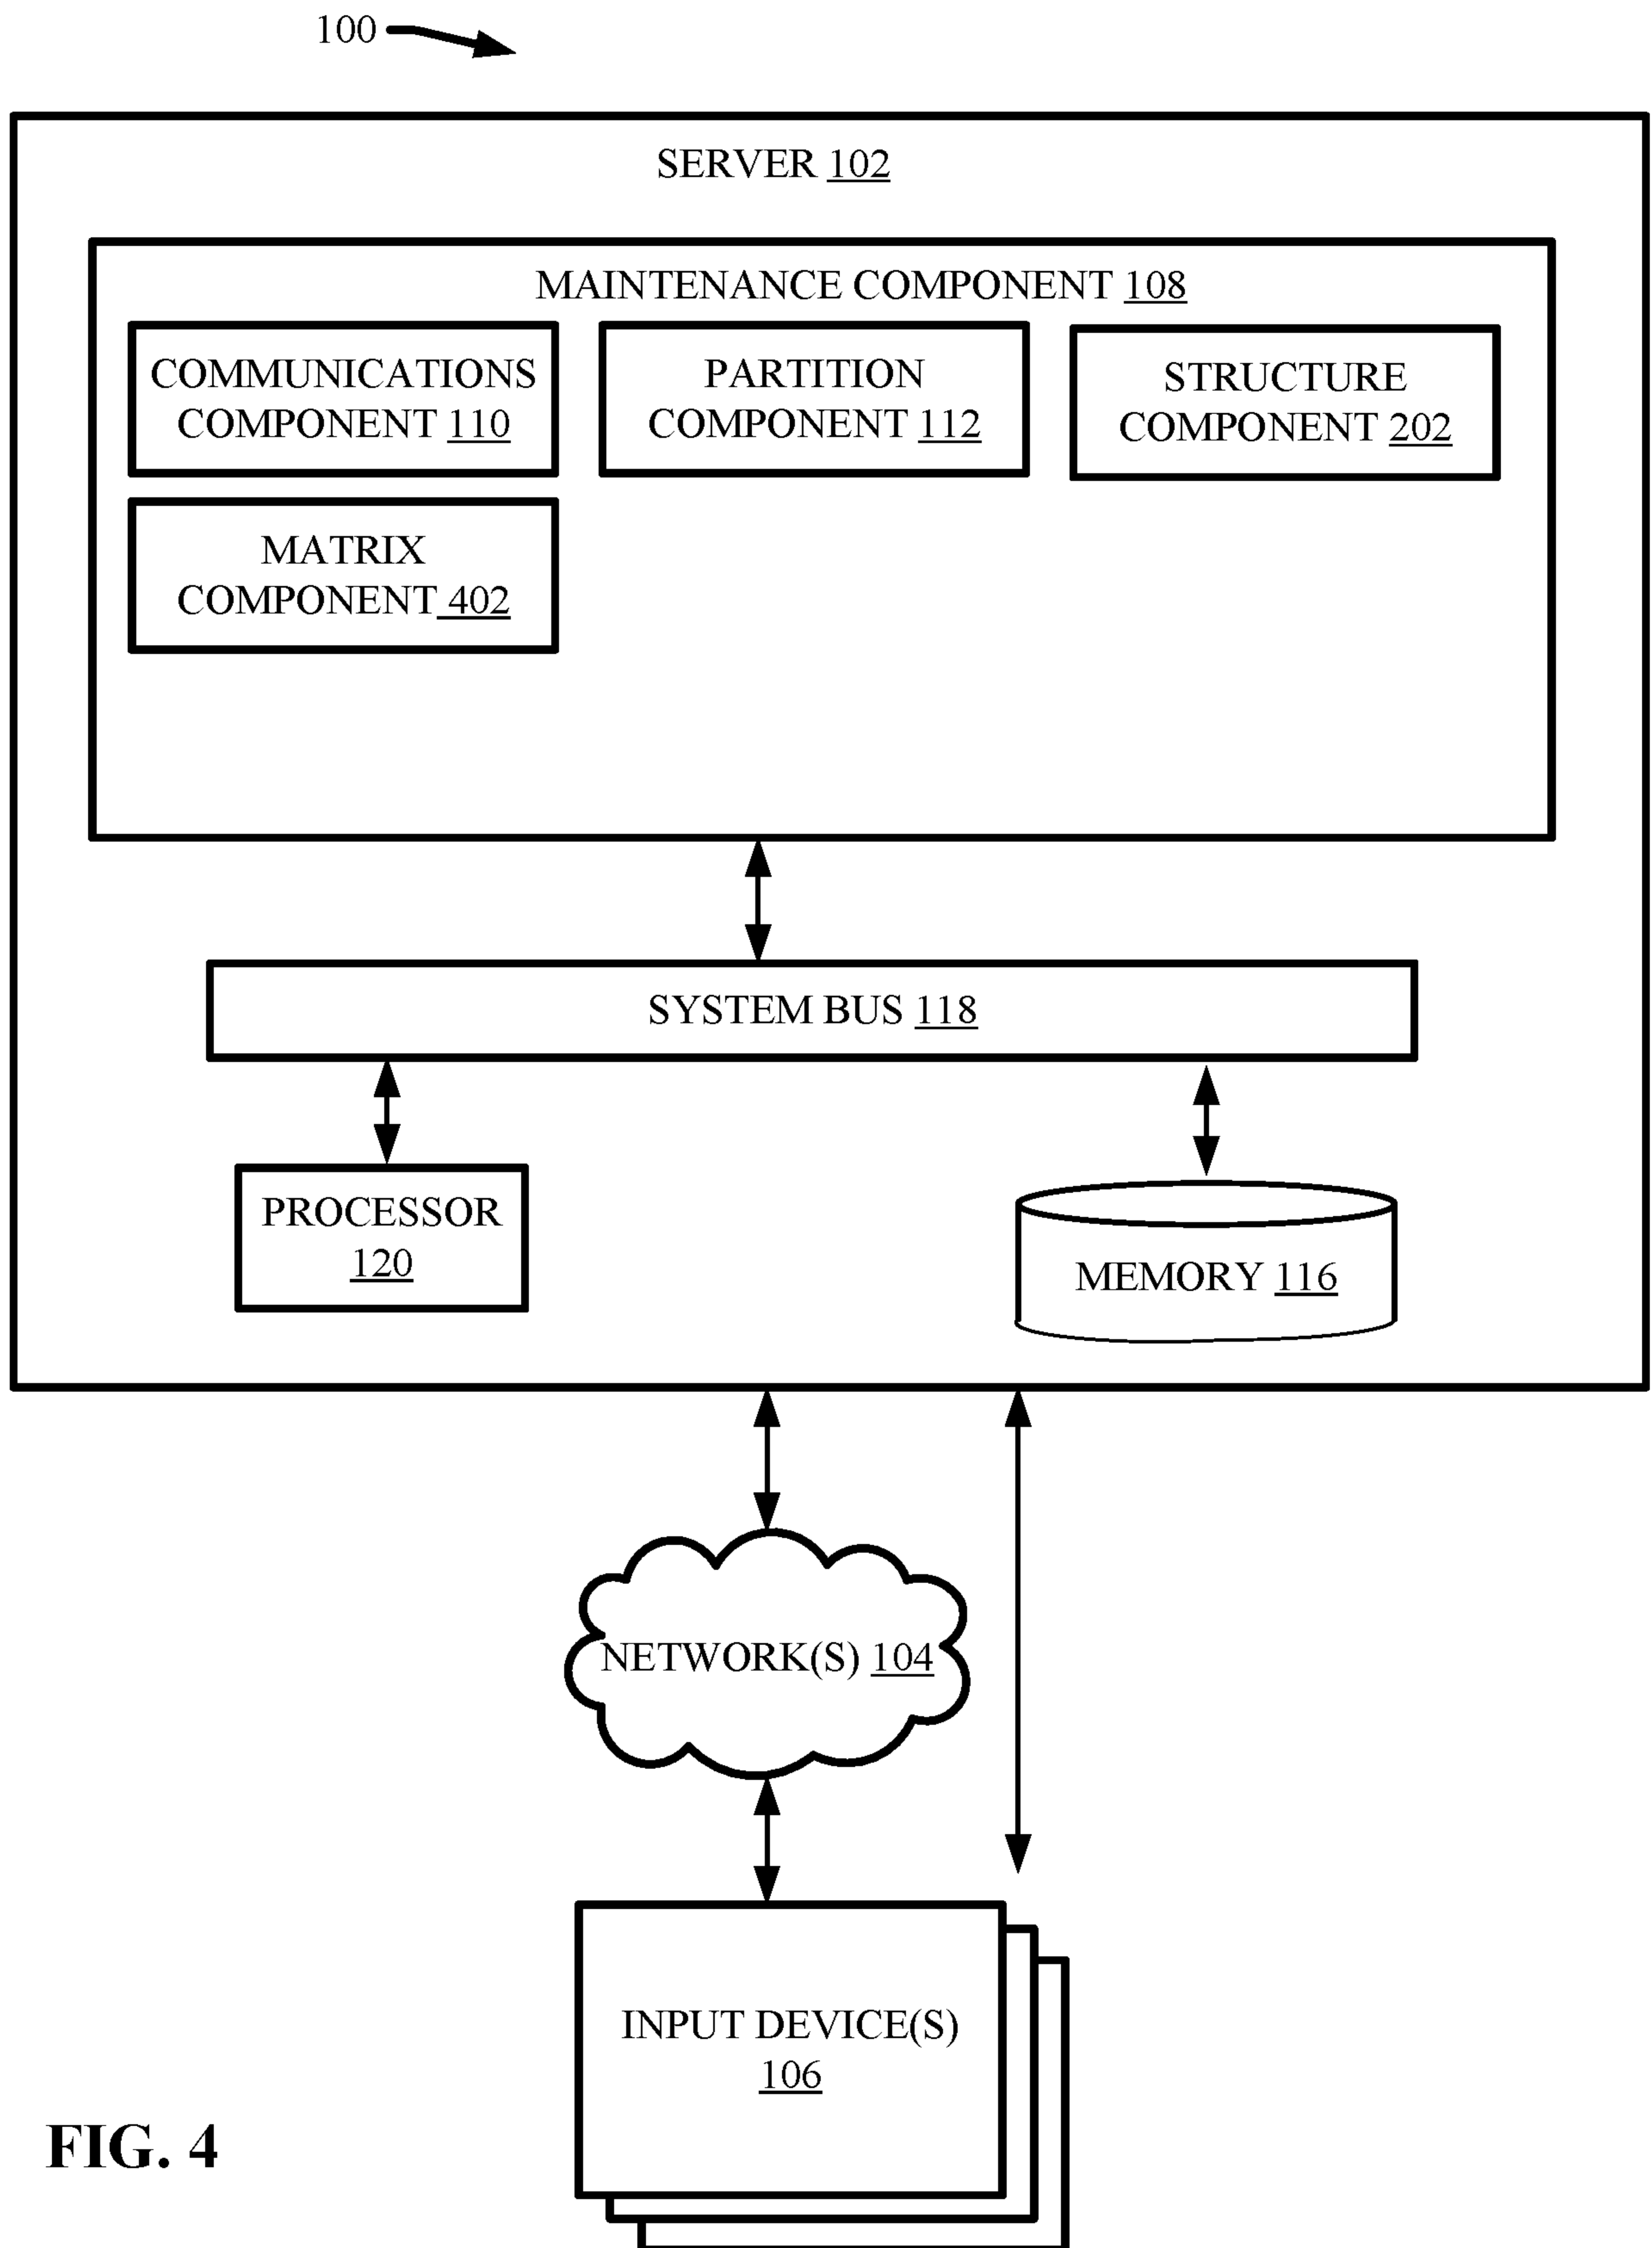 100
SERVER 102
MAINTENANCE COMPONENT 108
COMMUNICATIONS
COMPONENT 110
PARTITION
COMPONENT 112
STRUCTURE
COMPONENT 202
MATRIX
COMPONENT 402
SYSTEM BUS 118
PROCESSOR
120
MEMORY 116
NETWORK(S) 104
INPUT DEVICE(S)
106
FIG. 4